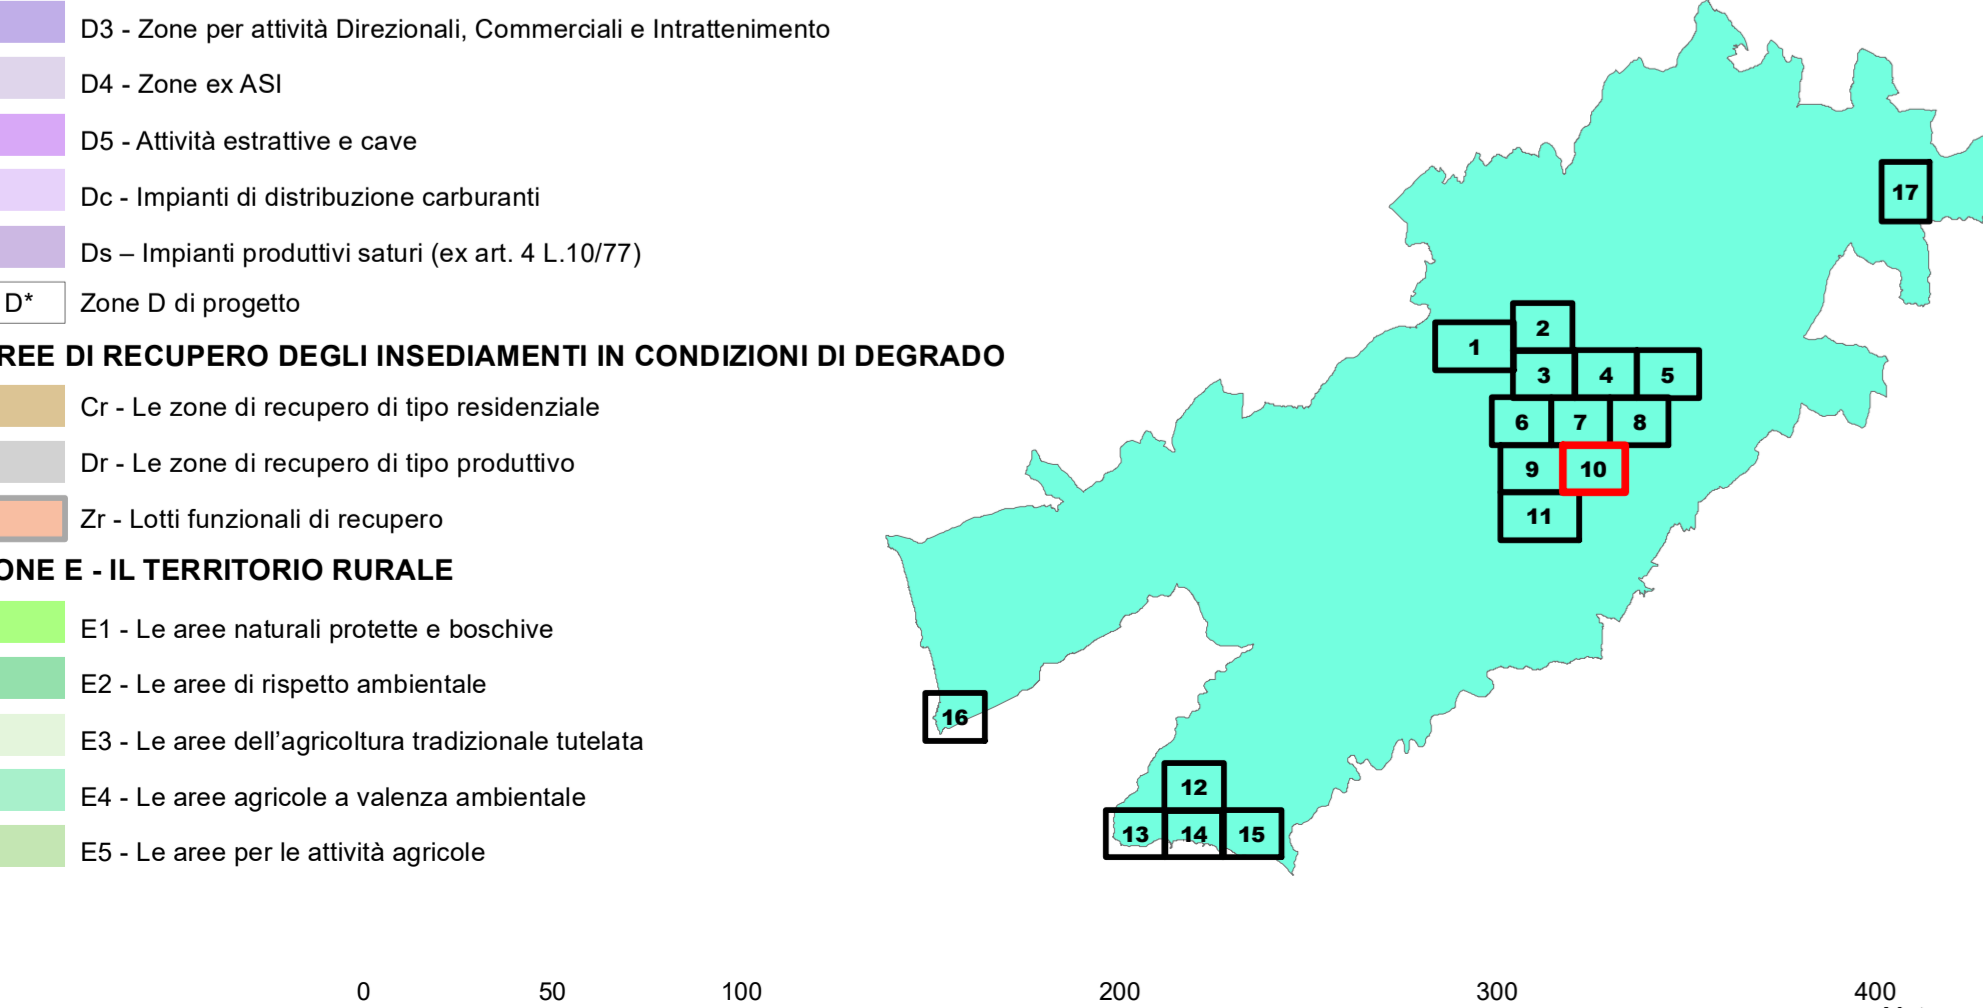 D3 - Zone per attività Direzionali, Commerciali e Intrattenimento
D4 - Zone ex ASI
D5 - Attività estrattive e cave
Dc - Impianti di distribuzione carburanti
Ds – Impianti produttivi saturi (ex art. 4 L.10/77)
D* Zone D di progetto
REE DI RECUPERO DEGLI INSEDIAMENTI IN CONDIZIONI DI DEGRADO
Cr - Le zone di recupero di tipo residenziale
Dr - Le zone di recupero di tipo produttivo
Zr - Lotti funzionali di recupero
ONE E - IL TERRITORIO RURALE
E1 - Le aree naturali protette e boschive
E2 - Le aree di rispetto ambientale
E3 - Le aree dell’agricoltura tradizionale tutelata
E4 - Le aree agricole a valenza ambientale
E5 - Le aree per le attività agricole
17
2
1
3 4 5
6 7 8
9 10
11
16
12
13 14 15
0 50 100 200 300 400